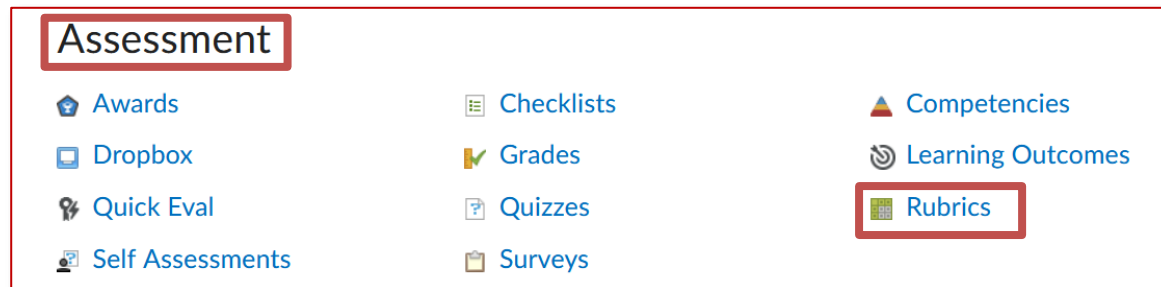 Assessment
Awards
Checklists
Competencies
Dropbox
Grades
Learning Outcomes
Quick Eval
Quizzes
Rubrics
Self Assessments
Surveys